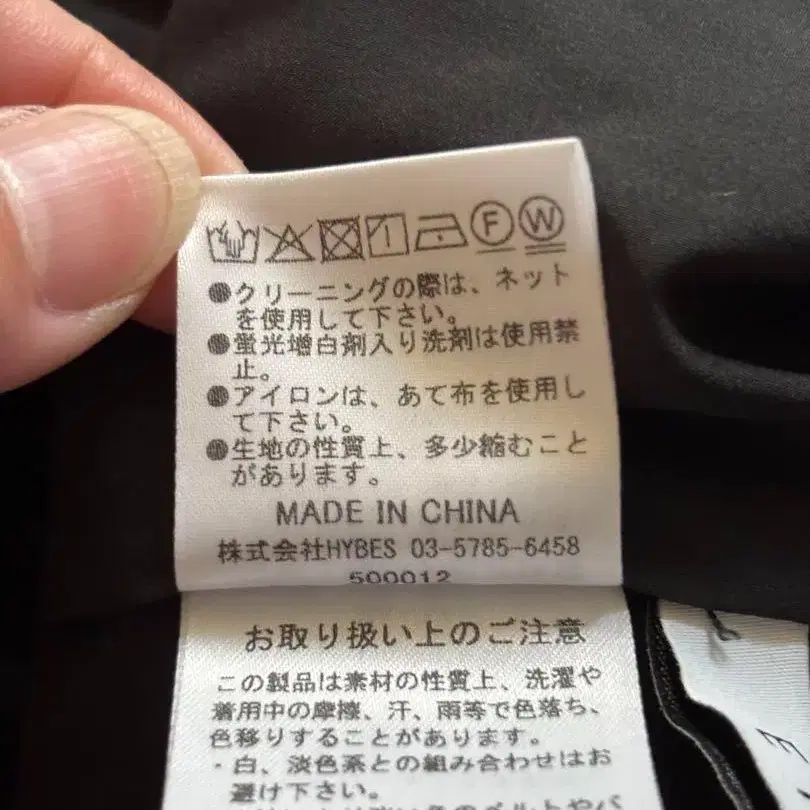 F W
●クリーニングの際は、ネット
を使用して下さい。
●蛍光増白剤入り洗剤は使用禁
止。
●アイロンは、あて布を使用し
て下さい。
●生地の性質上、多少縮むこと
があります。
MADE IN CHINA
株式会社HYBES 03-5785-6458
500012
お取り扱い上のご注意
この製品は素材の性質上、洗濯や
着用中の摩擦、汗、雨等で色落ち、
色移りすることがあります。
・白、淡色系との組み合わせはお
避け下さい。